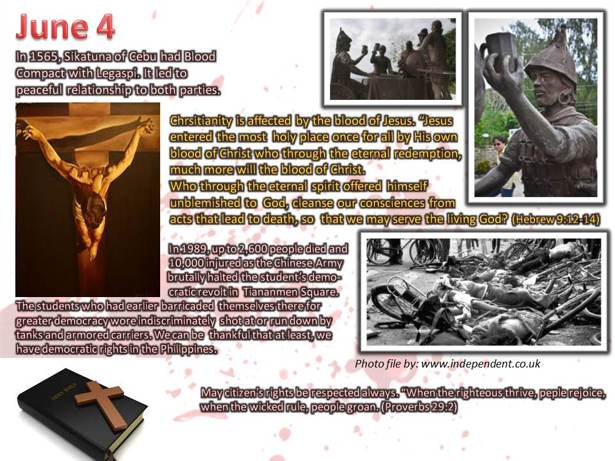 June 4
In 1565, Sikatuna of Cebu had Blood
Compact with Legaspi. It led to
peaceful relationship to both parties.
Chrsitianity is affected by the blood of Jesus. “Jesus
entered the most holy place once for all by His own
blood of Christ who through the eternal redemption,
much more will the blood of Christ.
Who through the eternal spirit offered himself
unblemished to God, cleanse our consciences from
acts that lead to death, so that we may serve the living God? (Hebrew 9:12-14)
In 1989, up to 2,600 people died and
10,000 injured as the Chinese Army
brutally halted the student’s demo-
cratic revolt in Tiananmen Square.
The students who had earlier barricaded themselves there for
greater democracy wore indiscriminately shot at or run down by
tanks and armored carriers. We can be thankful that at least, we
have democratic rights in the Philippines.
Photo file by: www.independent.co.uk
HOLY BIBLE
May citizen’s rights be respected always. “When the righteous thrive, peple rejoice,
when the wicked rule, people groan. (Proverbs 29:2)